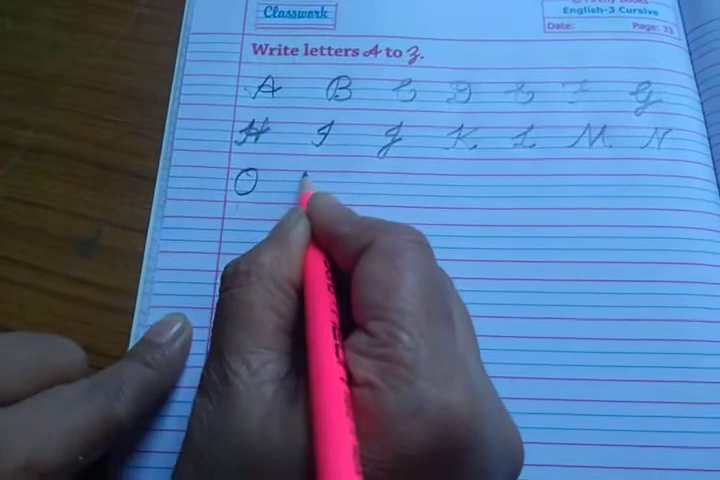 Classwork
English-3 Cursive
Date: Page: 33
Write letters A to Z.
A B C D E F G
H I J K L M N
O